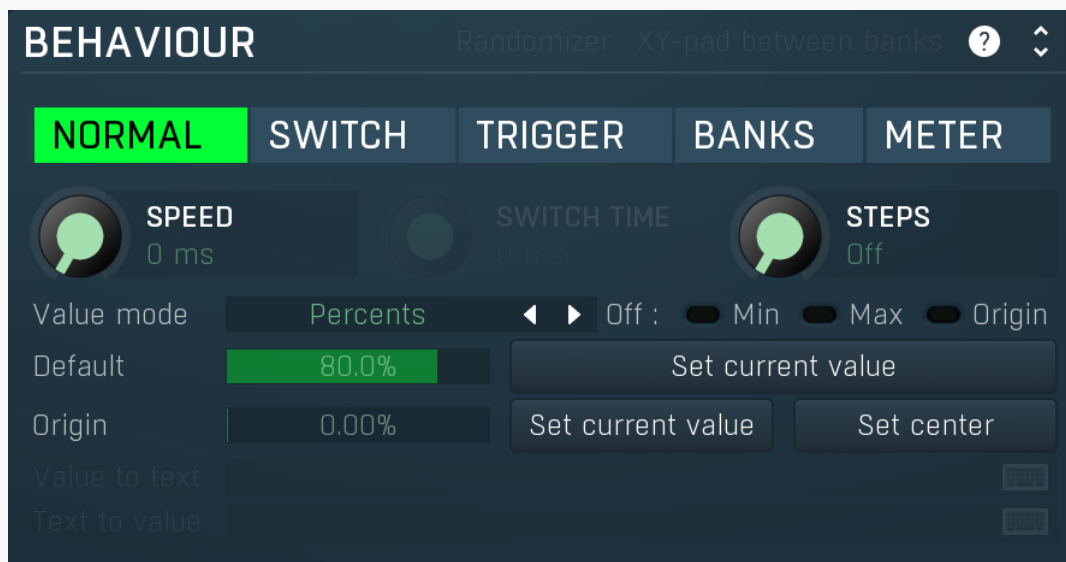 BEHAVIOUR Randomizer XY-pad between banks ?
NORMAL SWITCH TRIGGER BANKS METER
SPEED SWITCH TIME STEPS
0 ms 0 ms Off
Value mode Percents Off : Min Max Origin
Default 80.0% Set current value
Origin 0.00% Set current value Set center
Value to text
Text to value